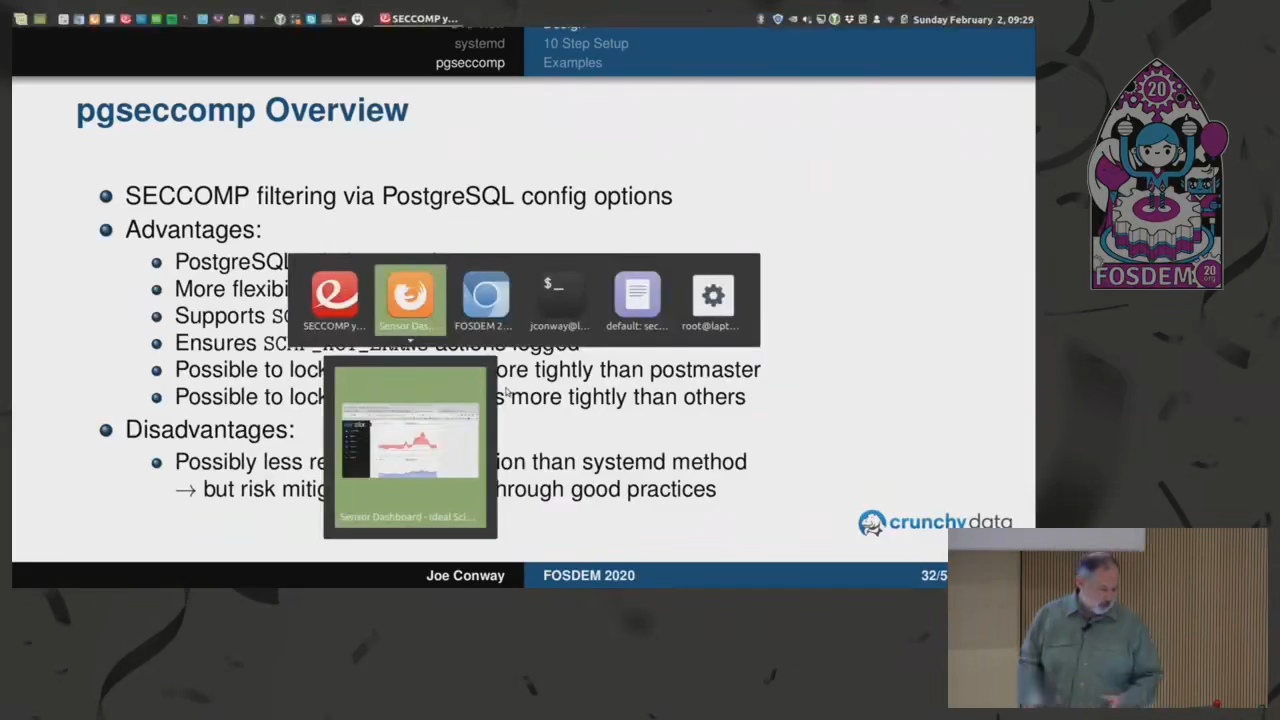 SECCOMP y...
Sunday February 2, 09:29
systemd
pgseccomp
Design
10 Step Setup
Examples
20
FOSDEM
20
.org
pgseccomp Overview
SECCOMP filtering via PostgreSQL config options
Advantages:
PostgreSQL
More flexibi
Supports
Ensures
logged
Possible to lock
ore tightly than postmaster
Possible to lock
s more tightly than others
SECCOMP y...
Sensor Das...
FOSDEM 2...
jconway@l...
default: sec...
root@lapt...
$_
Disadvantages:
Possibly less re
ion than systemd method
→ but risk mitig
hrough good practices
Sensor Dashboard - Ideal Sci...
crunchydata
Joe Conway
FOSDEM 2020
32/5